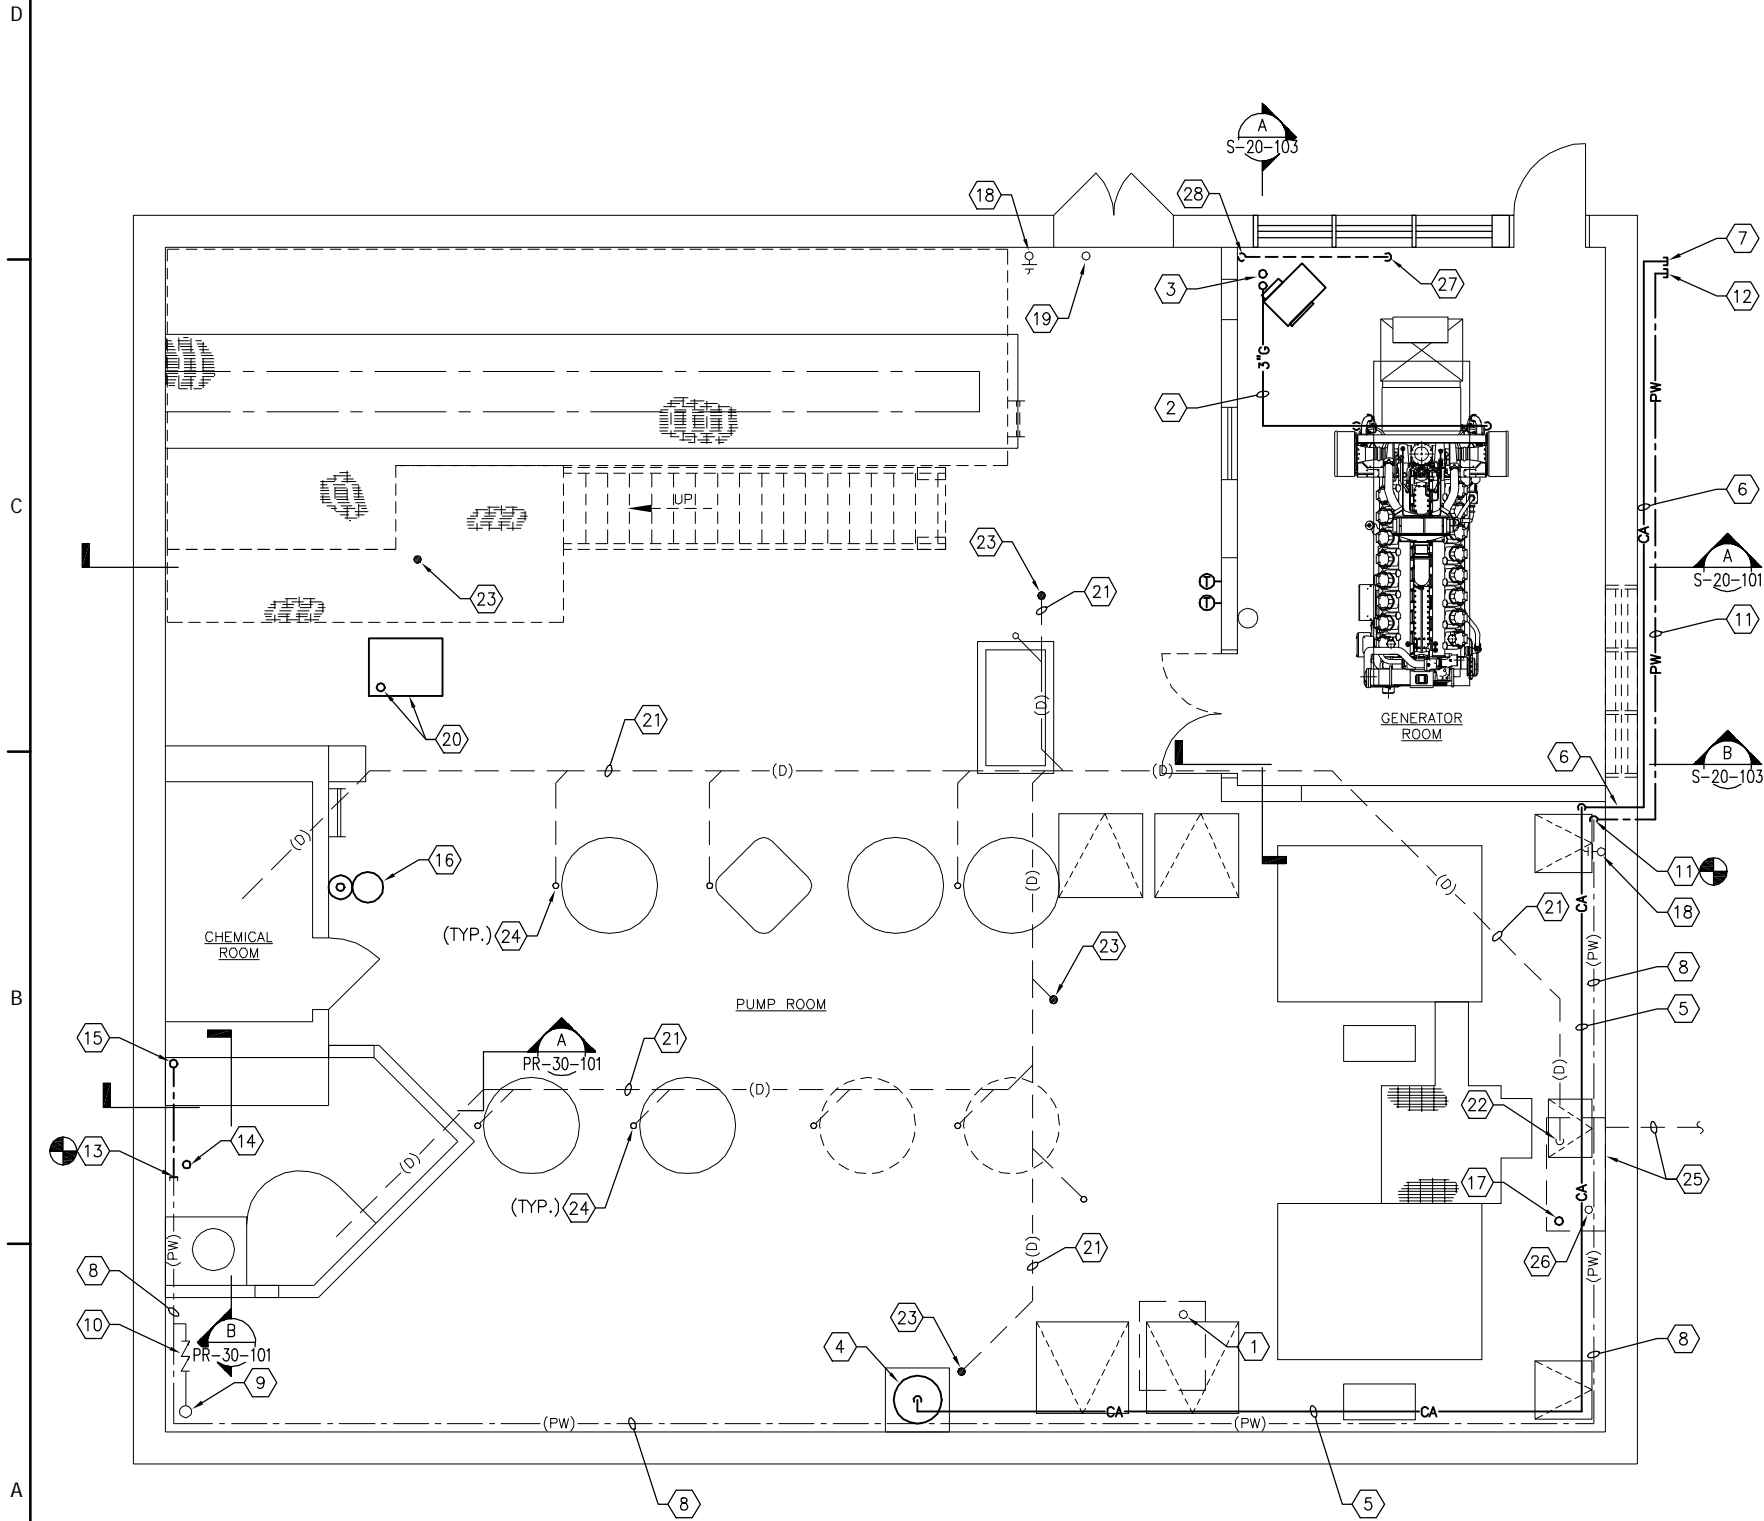 D
A
S-20-103
18
28
7
3
27
12
19
3"G
PW
2
C
UP
6
CA
23
A
S-20-101
21
23
T
T
11
PW
(D)
GENERATOR
ROOM
21
20
B
S-20-103
6
(D)
(D)
(D)
16
(D)
(D)
11
CA
18
21
CHEMICAL
ROOM
(TYP.) 24
23
(PW)
8
B
PUMP ROOM
5
15
A
PR-30-101
21
(D)
(D)
22
13
14
(D)
25
17
CA
(TYP.) 24
(PW)
(D)
21
26
(PW)
8
10
B
PR-30-101
23
4
1
8
9
CA
CA
(PW)
(PW)
A
8
5